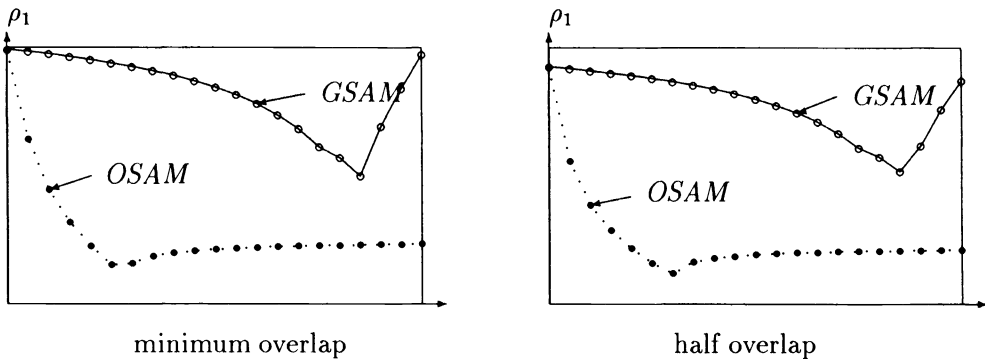 ρ₁
GSAM
OSAM
minimum overlap
ρ₁
GSAM
OSAM
half overlap